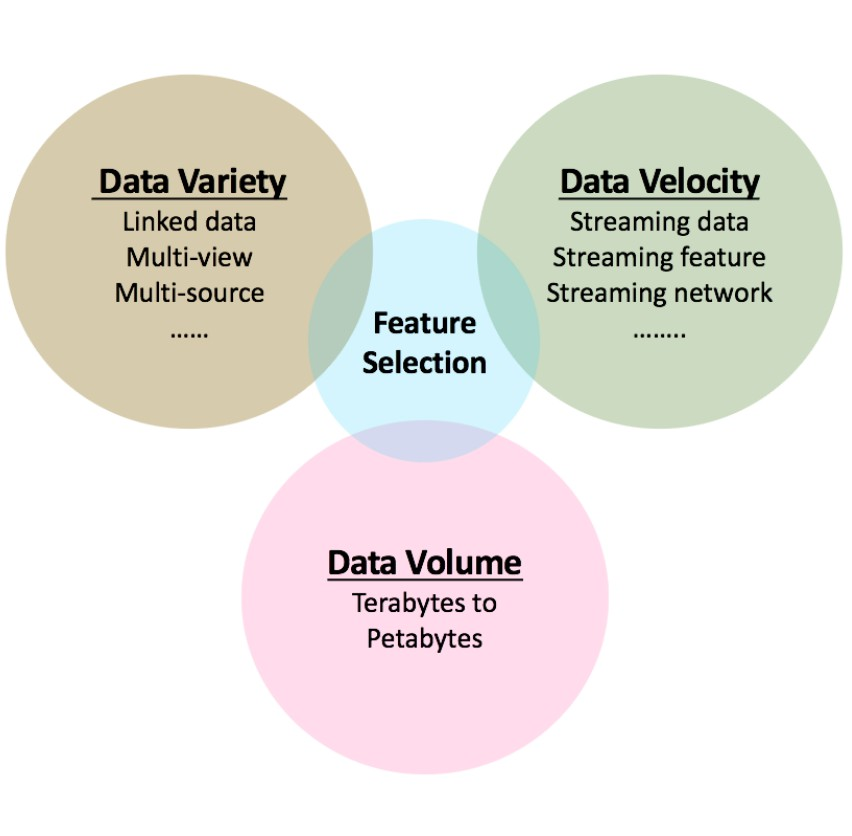 Data Variety
Linked data
Multi-view
Multi-source
......
Data Velocity
Streaming data
Streaming feature
Streaming network
........
Feature
Selection
Data Volume
Terabytes to
Petabytes